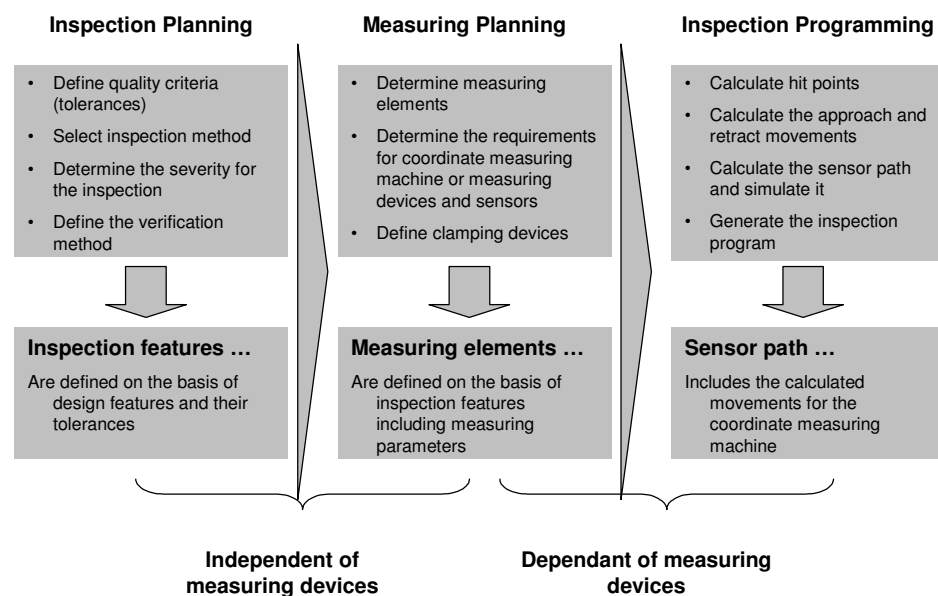 Inspection Planning
• Define quality criteria
(tolerances)
• Select inspection method
• Determine the severity for
the inspection
• Define the verification
method
Inspection features …
Are defined on the basis of
design features and their
tolerances
Measuring Planning
• Determine measuring
elements
• Determine the requirements
for coordinate measuring
machine or measuring
devices and sensors
• Define clamping devices
Measuring elements …
Are defined on the basis of
inspection features
including measuring
parameters
Inspection Programming
• Calculate hit points
• Calculate the approach and
retract movements
• Calculate the sensor path
and simulate it
• Generate the inspection
program
Sensor path …
Includes the calculated
movements for the
coordinate measuring
machine
Independent of
measuring devices
Dependant of measuring
devices